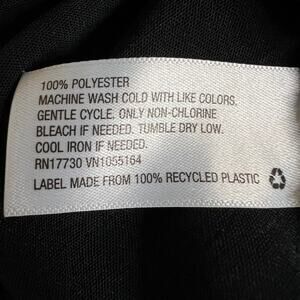 100% POLYESTER
MACHINE WASH COLD WITH LIKE COLORS.
GENTLE CYCLE. ONLY NON-CHLORINE
BLEACH IF NEEDED. TUMBLE DRY LOW.
COOL IRON IF NEEDED.
RN17730 VN1055164
LABEL MADE FROM 100% RECYCLED PLASTIC